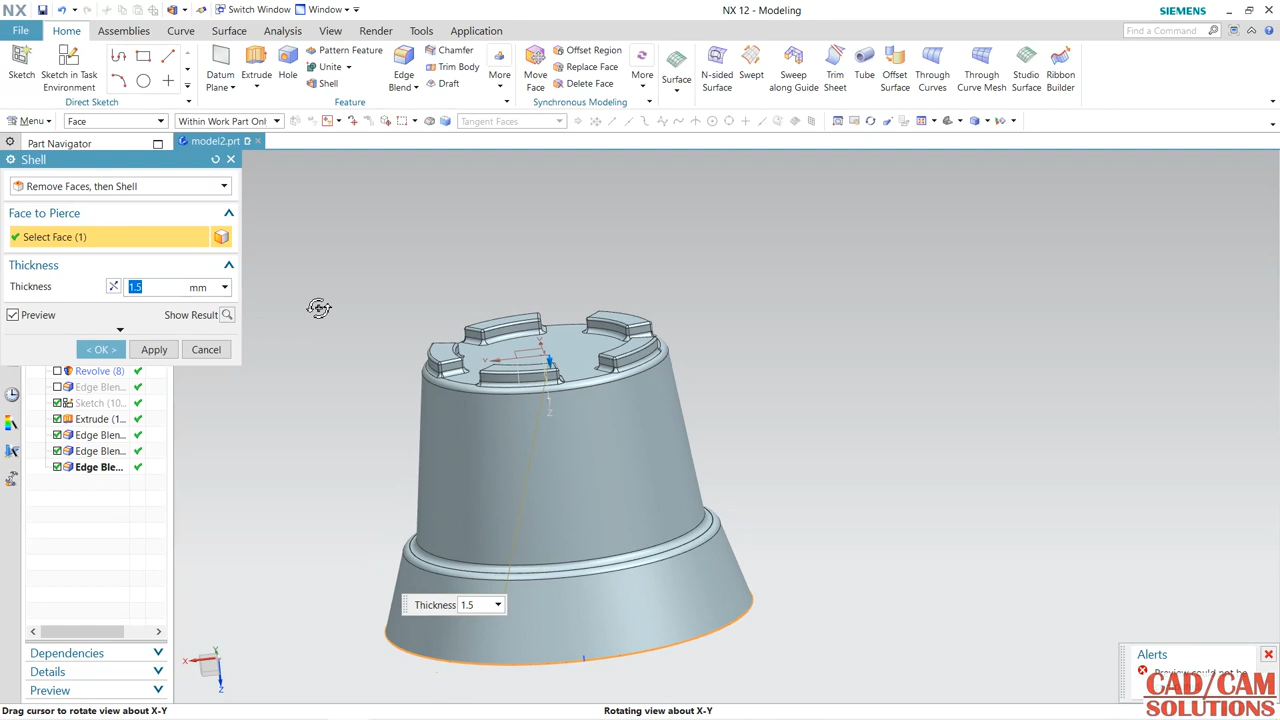 NX
Switch Window
Window
NX 12 - Modeling
SIEMENS
File
Home
Assemblies
Curve
Surface
Analysis
View
Render
Tools
Application
Find a Command
Sketch
Sketch in Task
Environment
Direct Sketch
Datum
Plane
Extrude
Hole
Pattern Feature
Unite
Shell
Edge
Blend
Chamfer
Trim Body
Draft
More
Feature
Move
Face
Offset Region
Replace Face
Delete Face
More
Synchronous Modeling
Surface
N-sided
Surface
Swept
Sweep
along Guide
Trim
Sheet
Tube
Offset
Surface
Through
Curves
Through
Curve Mesh
Studio
Surface
Ribbon
Builder
Menu
Face
Within Work Part Onl
Tangent Faces
Part Navigator
model2.prt
Shell
Remove Faces, then Shell
Face to Pierce
Select Face (1)
Thickness
Thickness
1.5
mm
Preview
Show Result
< OK >
Apply
Cancel
Revolve (8)
Edge Blen...
Sketch (10...
Extrude (1...
Edge Blen...
Edge Blen...
Edge Ble...
Dependencies
Details
Preview
Thickness 1.5
Y
Z
X
Y
Z
Alerts
Preview could not be
CAD/CAM
SOLUTIONS
Drag cursor to rotate view about X-Y
Rotating view about X-Y